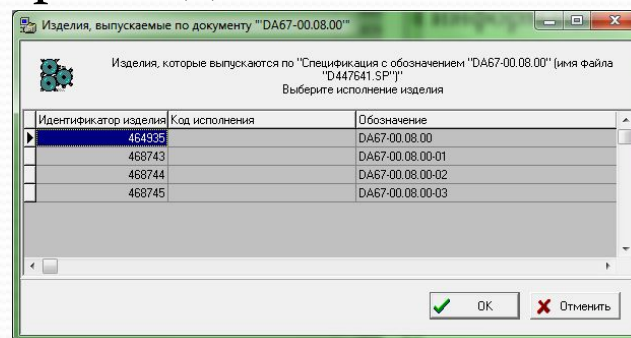 Изделия, выпускаемые по документу "'DA67-00.08.00'"
Изделия, которые выпускаются по "Спецификация с обозначением "DA67-00.08.00" (имя файла
"D447641.SP")"
Выберите исполнение изделия
Идентификатор изделия Код исполнения Обозначение
464935 DA67-00.08.00
468743 DA67-00.08.00-01
468744 DA67-00.08.00-02
468745 DA67-00.08.00-03
OK Отменить